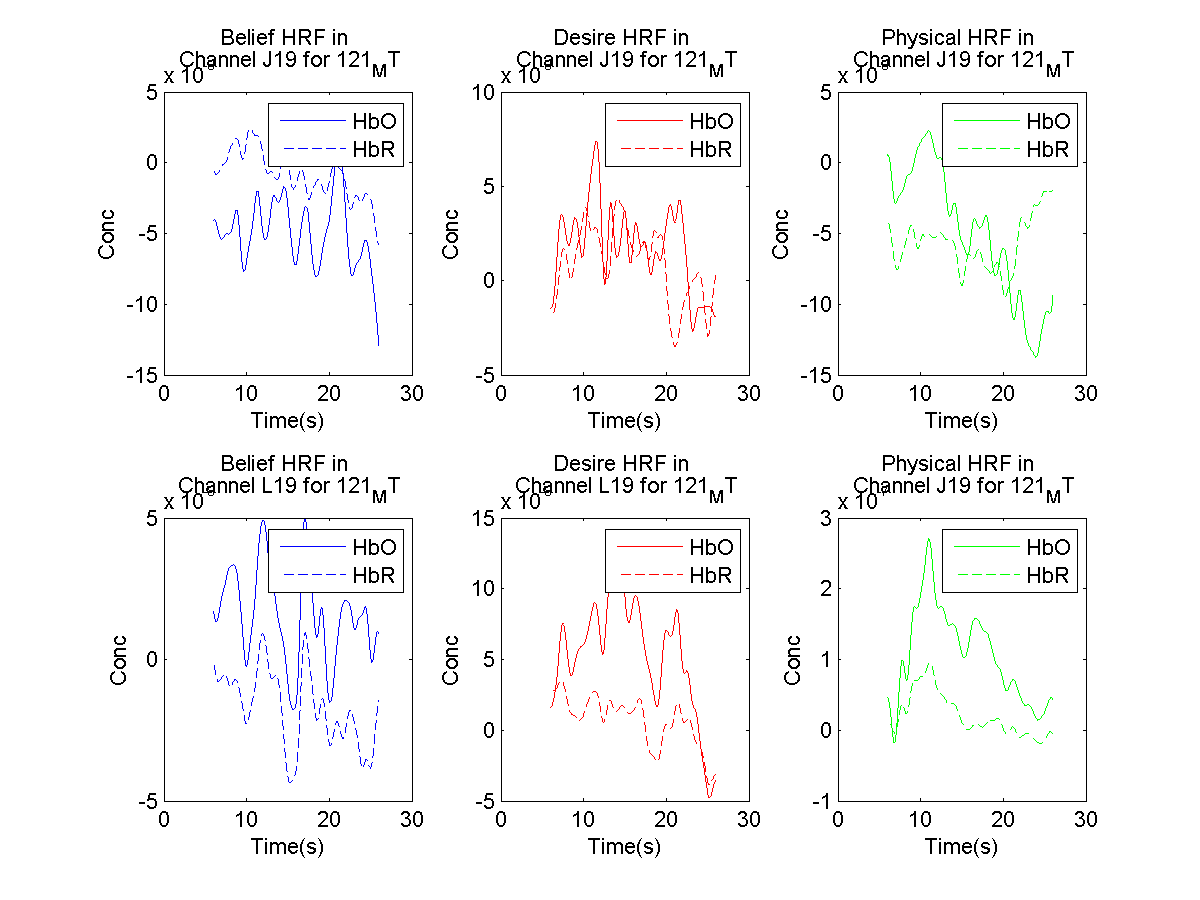 Belief HRF in
Channel J19 for 121MT
x 10
5
0
-5
-10
-15
Conc
HbO
HbR
0
10
20
30
Time(s)
Desire HRF in
Channel J19 for 121MT
x 10
10
5
0
-5
Conc
HbO
HbR
0
10
20
30
Time(s)
Physical HRF in
Channel J19 for 121MT
x 10
5
0
-5
-10
-15
Conc
HbO
HbR
0
10
20
30
Time(s)
Belief HRF in
Channel L19 for 121MT
x 10
5
0
-5
Conc
HbO
HbR
0
10
20
30
Time(s)
Desire HRF in
Channel L19 for 121MT
x 10
15
10
5
0
-5
Conc
HbO
HbR
0
10
20
30
Time(s)
Physical HRF in
Channel J19 for 121MT
x 10
3
2
1
0
-1
Conc
HbO
HbR
0
10
20
30
Time(s)